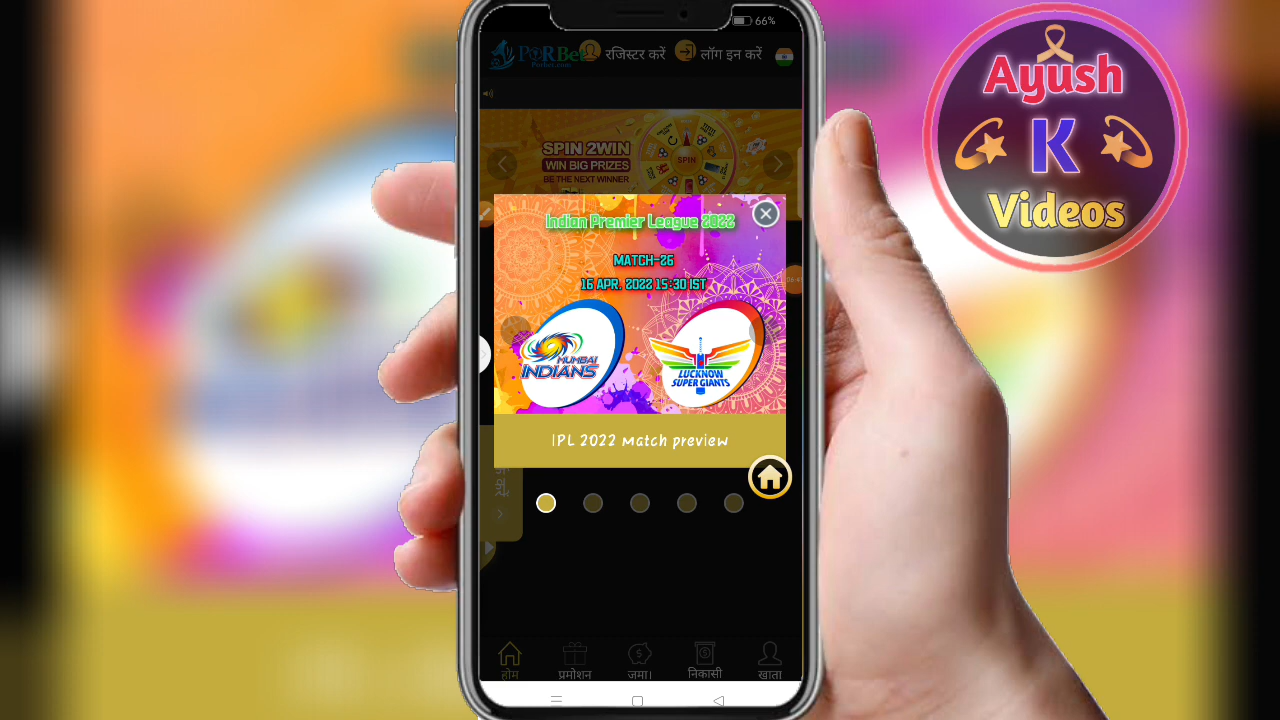 66%
PORBet
रजिस्टर करें
लॉग इन करें
SPIN 2WIN
WIN BIG PRIZES
BE THE NEXT WINNER
SPIN
Indian Premier League 2022
MATCH-26
16 APR. 2022 15:30 IST
MUMBAI
INDIANS
LUCKNOW
SUPER GIANTS
IPL 2022 Match preview
होम
प्रमोशन
जमा।
निकासी
खाता
Ayush
K
Videos